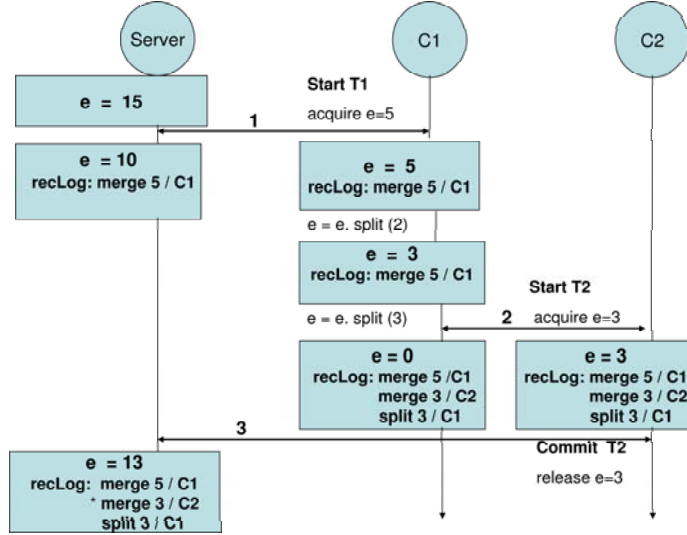 Server
C1
C2
Start T1
e = 15
1
acquire e=5
e = 10
recLog: merge 5 / C1
e = 5
recLog: merge 5 / C1
e = e. split (2)
e = 3
recLog: merge 5 / C1
Start T2
e = e. split (3)
2
acquire e=3
e = 0
recLog: merge 5 /C1
merge 3 / C2
split 3 / C1
e = 3
recLog: merge 5 / C1
merge 3 / C2
split 3 / C1
3
Commit T2
e = 13
recLog: merge 5 / C1
* merge 3 / C2
split 3 / C1
release e=3